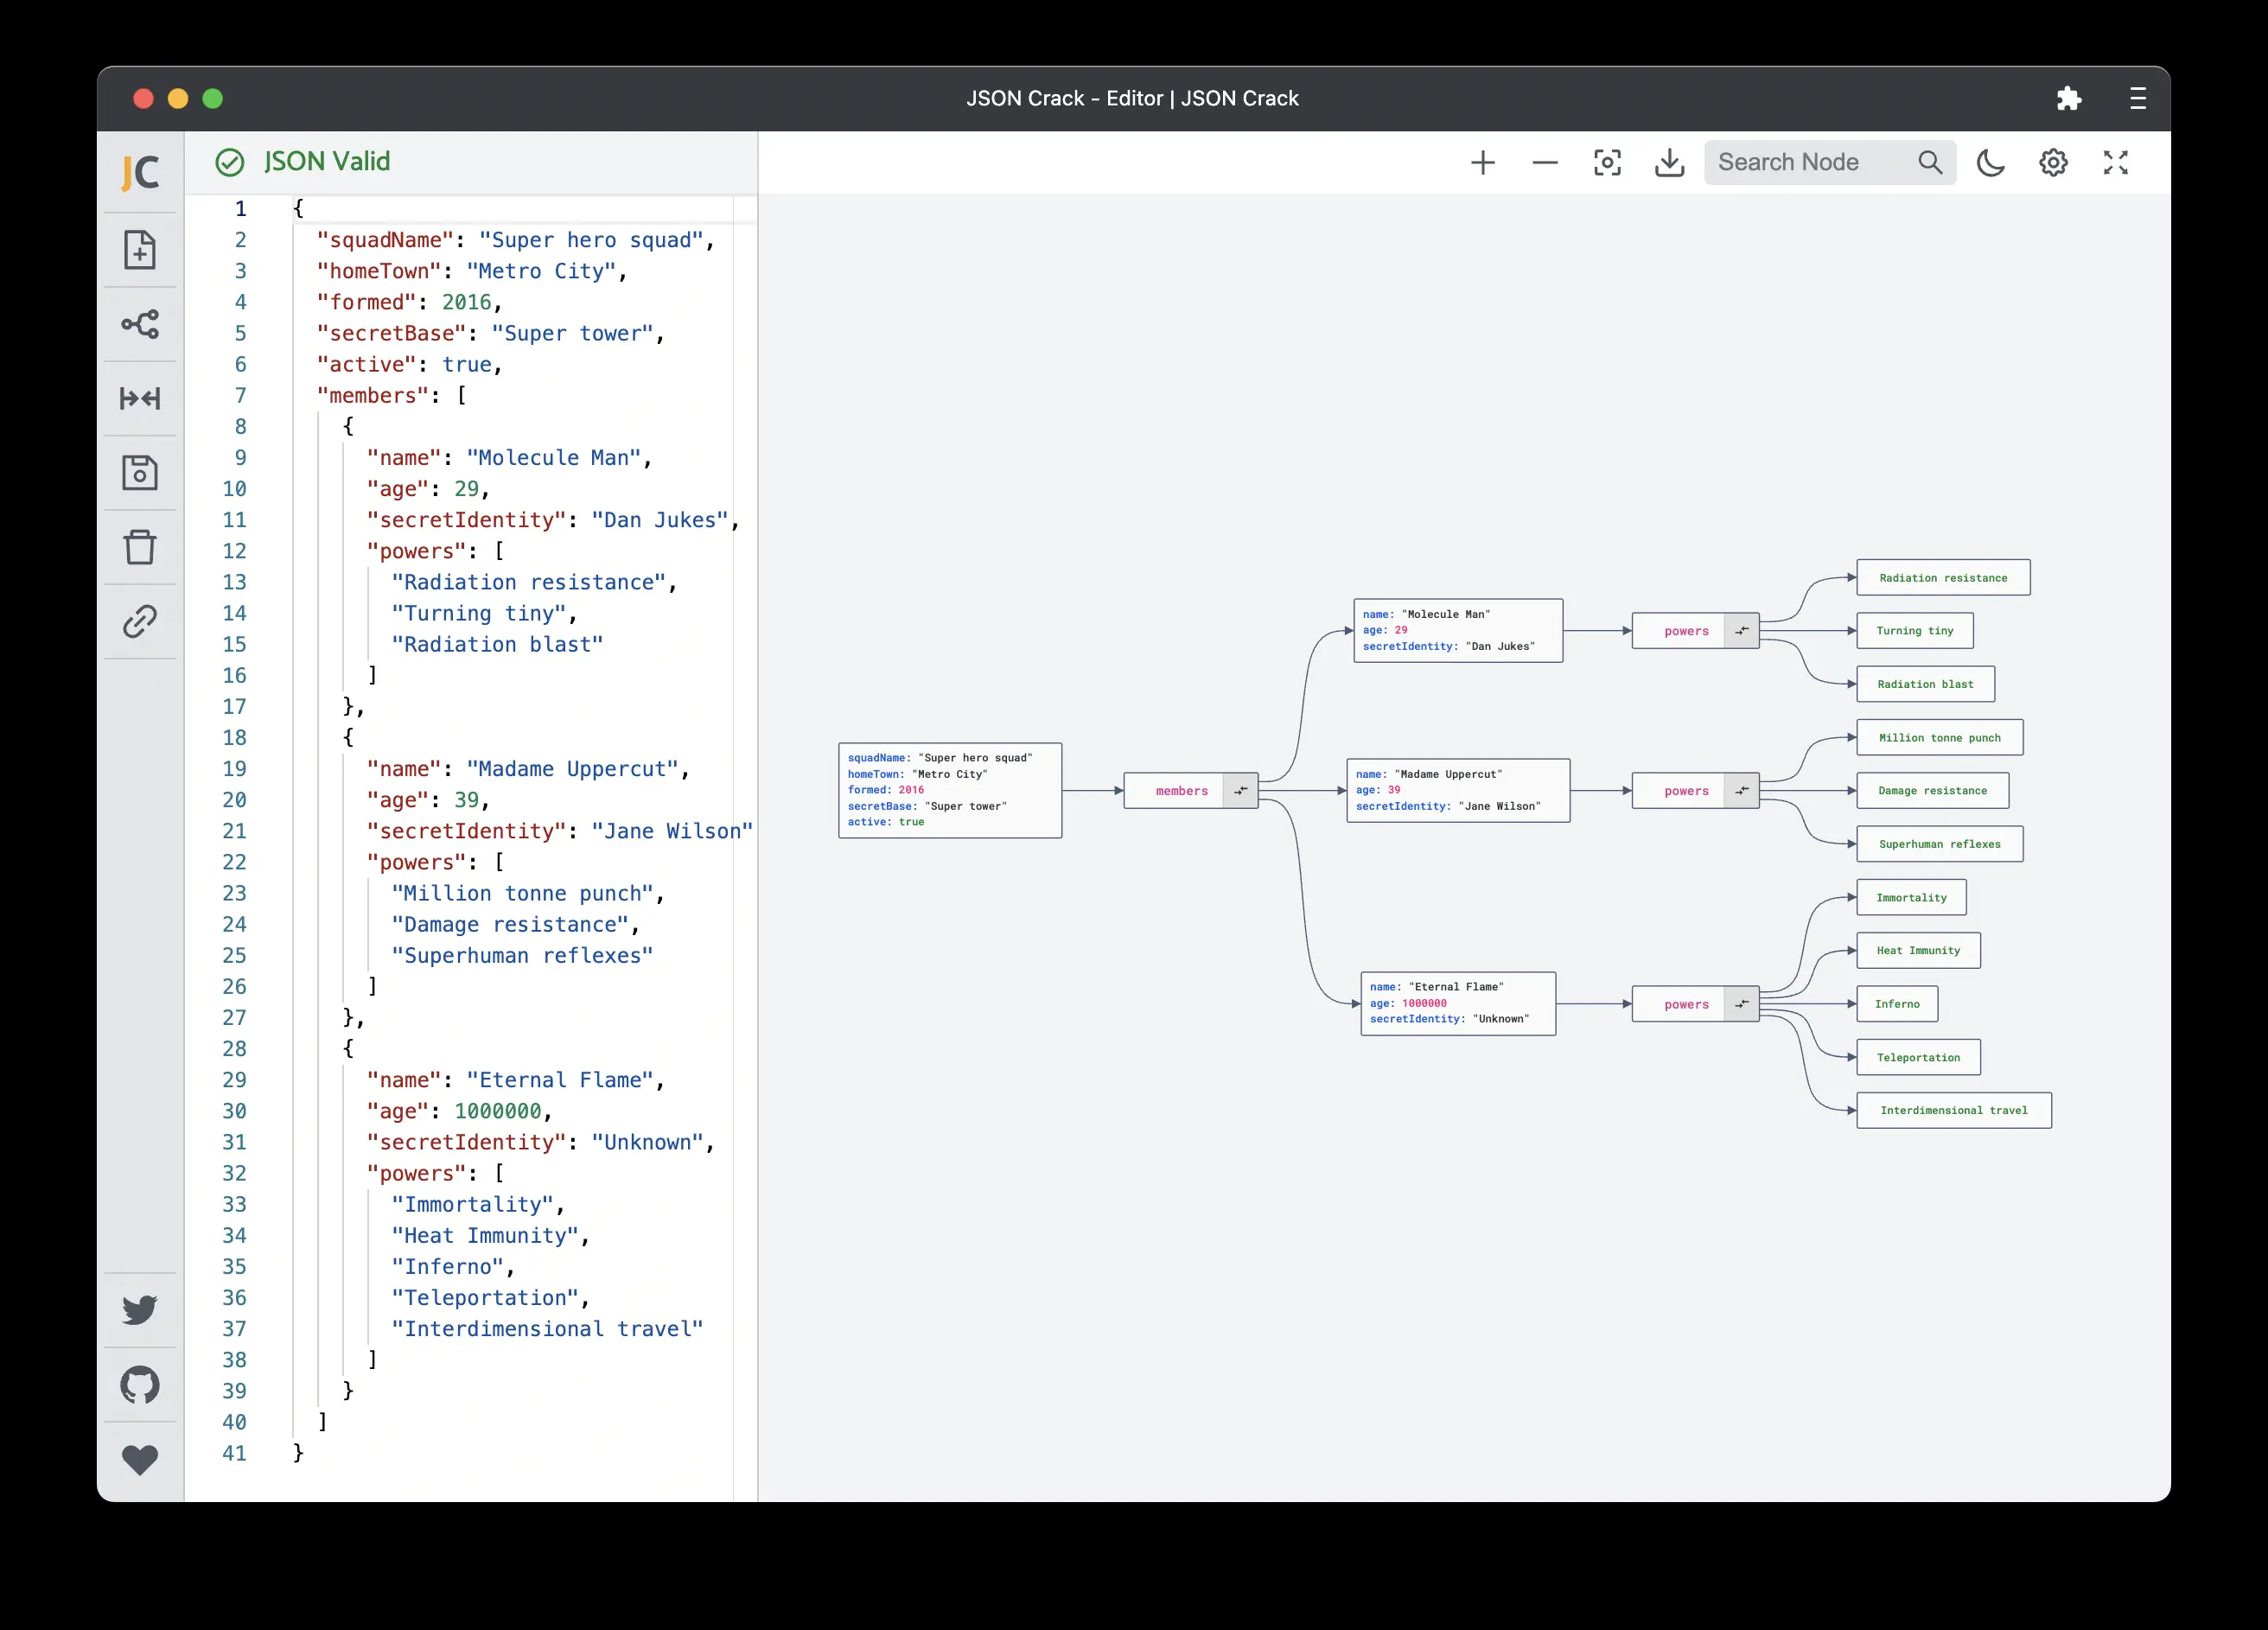 JSON Crack - Editor | JSON Crack
JC
JSON Valid
Search Node
1 {
2 "squadName": "Super hero squad",
3 "homeTown": "Metro City",
4 "formed": 2016,
5 "secretBase": "Super tower",
6 "active": true,
7 "members": [
8 {
9 "name": "Molecule Man",
10 "age": 29,
11 "secretIdentity": "Dan Jukes",
12 "powers": [
13 "Radiation resistance",
14 "Turning tiny",
15 "Radiation blast"
16 ]
17 },
18 {
19 "name": "Madame Uppercut",
20 "age": 39,
21 "secretIdentity": "Jane Wilson"
22 "powers": [
23 "Million tonne punch",
24 "Damage resistance",
25 "Superhuman reflexes"
26 ]
27 },
28 {
29 "name": "Eternal Flame",
30 "age": 1000000,
31 "secretIdentity": "Unknown",
32 "powers": [
33 "Immortality",
34 "Heat Immunity",
35 "Inferno",
36 "Teleportation",
37 "Interdimensional travel"
38 ]
39 }
40 ]
41 }
squadName: "Super hero squad"
homeTown: "Metro City"
formed: 2016
secretBase: "Super tower"
active: true
members
name: "Molecule Man"
age: 29
secretIdentity: "Dan Jukes"
powers
Radiation resistance
Turning tiny
Radiation blast
name: "Madame Uppercut"
age: 39
secretIdentity: "Jane Wilson"
powers
Million tonne punch
Damage resistance
Superhuman reflexes
name: "Eternal Flame"
age: 1000000
secretIdentity: "Unknown"
powers
Immortality
Heat Immunity
Inferno
Teleportation
Interdimensional travel